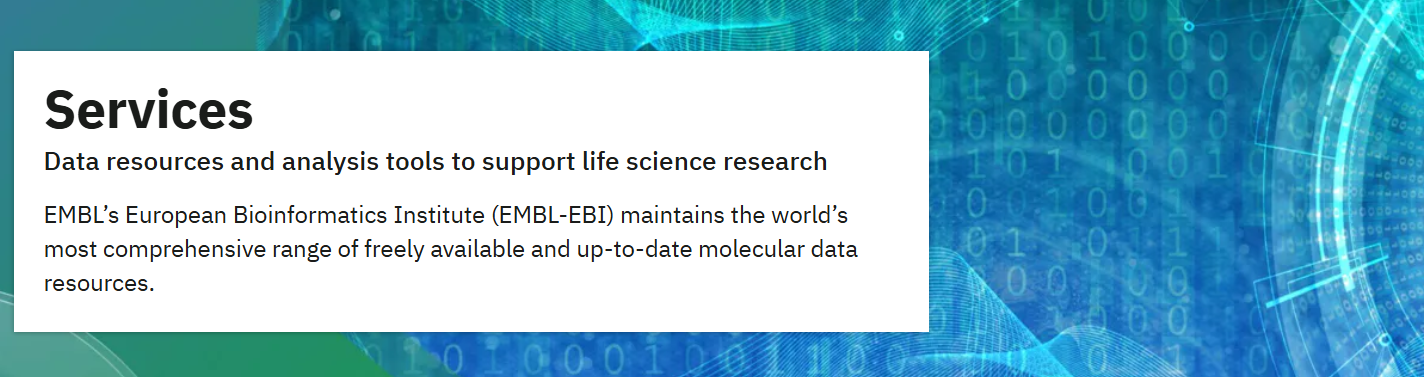 Services
Data resources and analysis tools to support life science research
EMBL’s European Bioinformatics Institute (EMBL-EBI) maintains the world’s
most comprehensive range of freely available and up-to-date molecular data
resources.